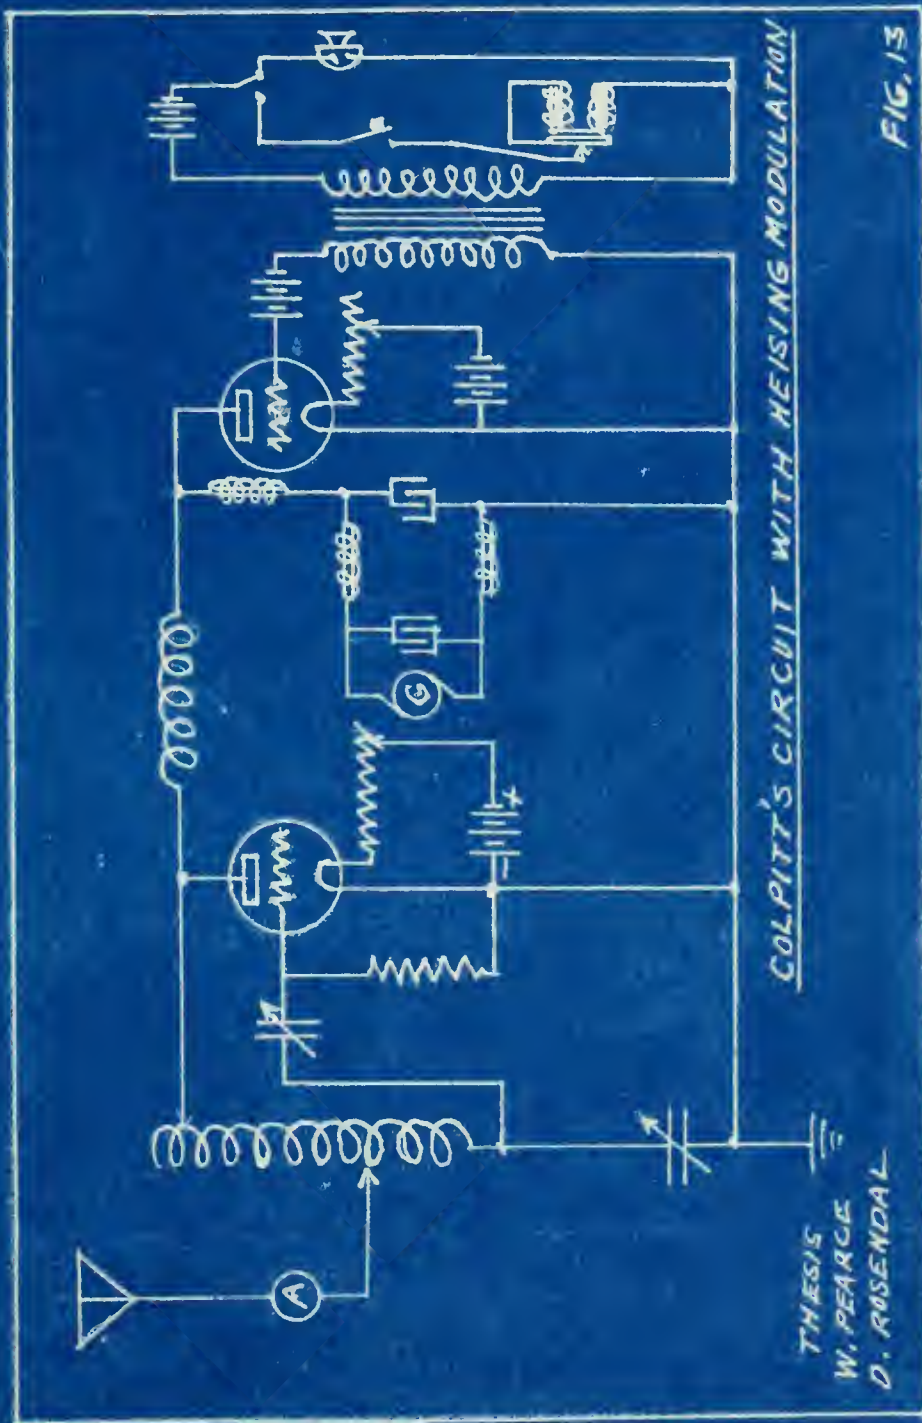 COLPITT'S CIRCUIT WITH HEISING MODULATION
FIG, 13
THESIS
W. PEARCE
D. ROSENDAL
A
G
+
-